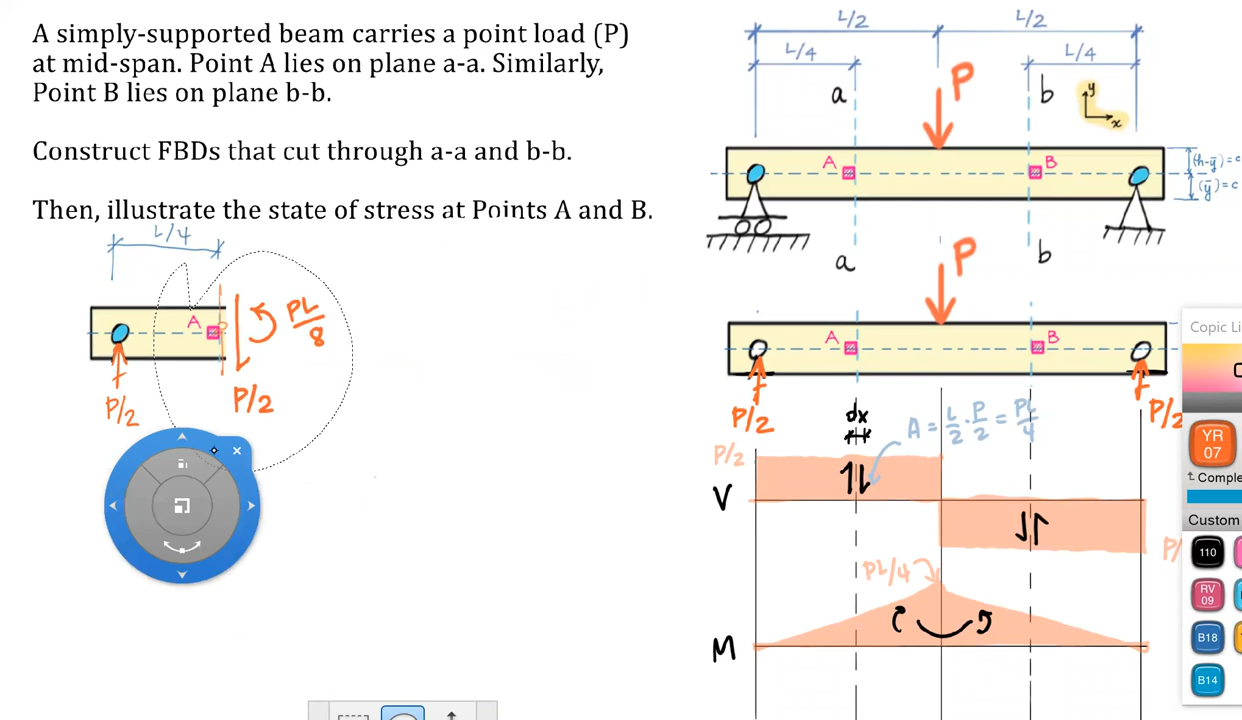 A simply-supported beam carries a point load (P)
at mid-span. Point A lies on plane a-a. Similarly,
Point B lies on plane b-b.
Construct FBDs that cut through a-a and b-b.
Then, illustrate the state of stress at Points A and B.
L/4
A
PL/8
P/2
P/2
L/2
L/2
L/4
L/4
a
P
b
y
x
A
B
(h-ȳ)=c
(ȳ)=c
a
b
P
A
B
P/2
P/2
dx
A = L/2 · P/2 = PL/4
P/2
V
P/
PL/4
M
Copic Li
C
YR
07
Comple
Custom
110
RV
09
B18
B14